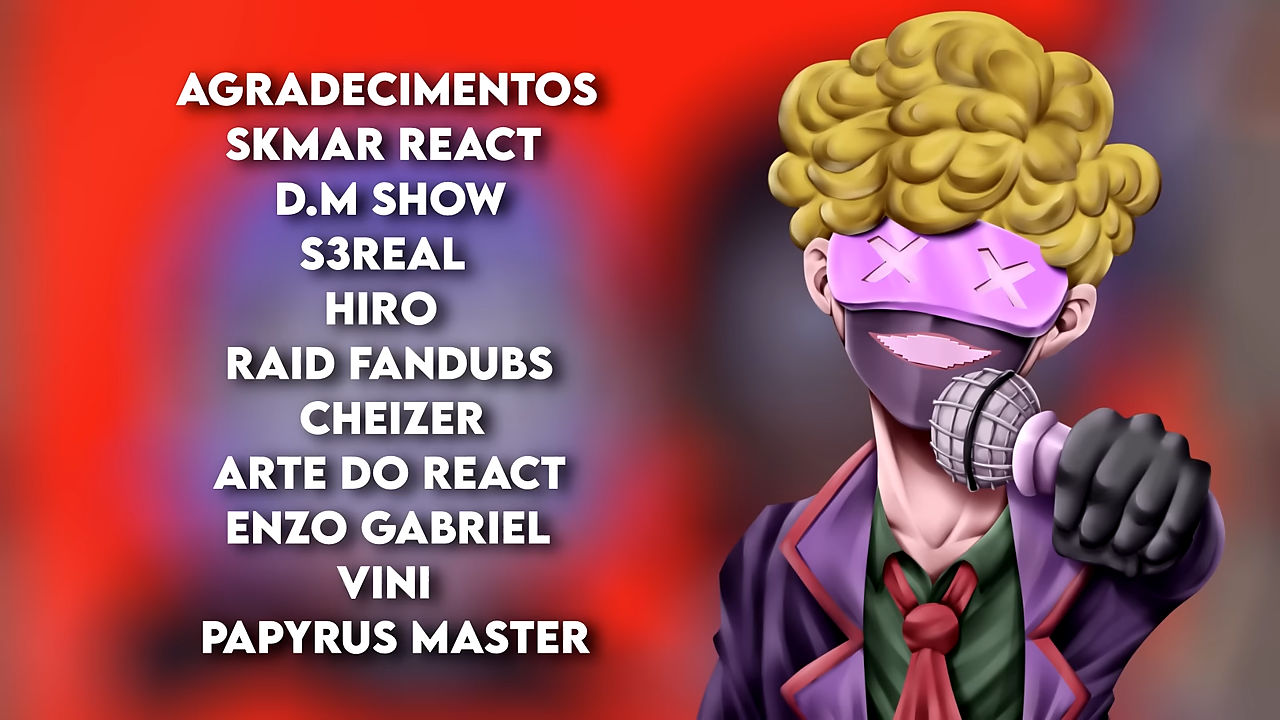 AGRADECIMENTOS
SKMAR REACT
D.M SHOW
S3REAL
HIRO
RAID FANDUBS
CHEIZER
ARTE DO REACT
ENZO GABRIEL
VINI
PAPYRUS MASTER